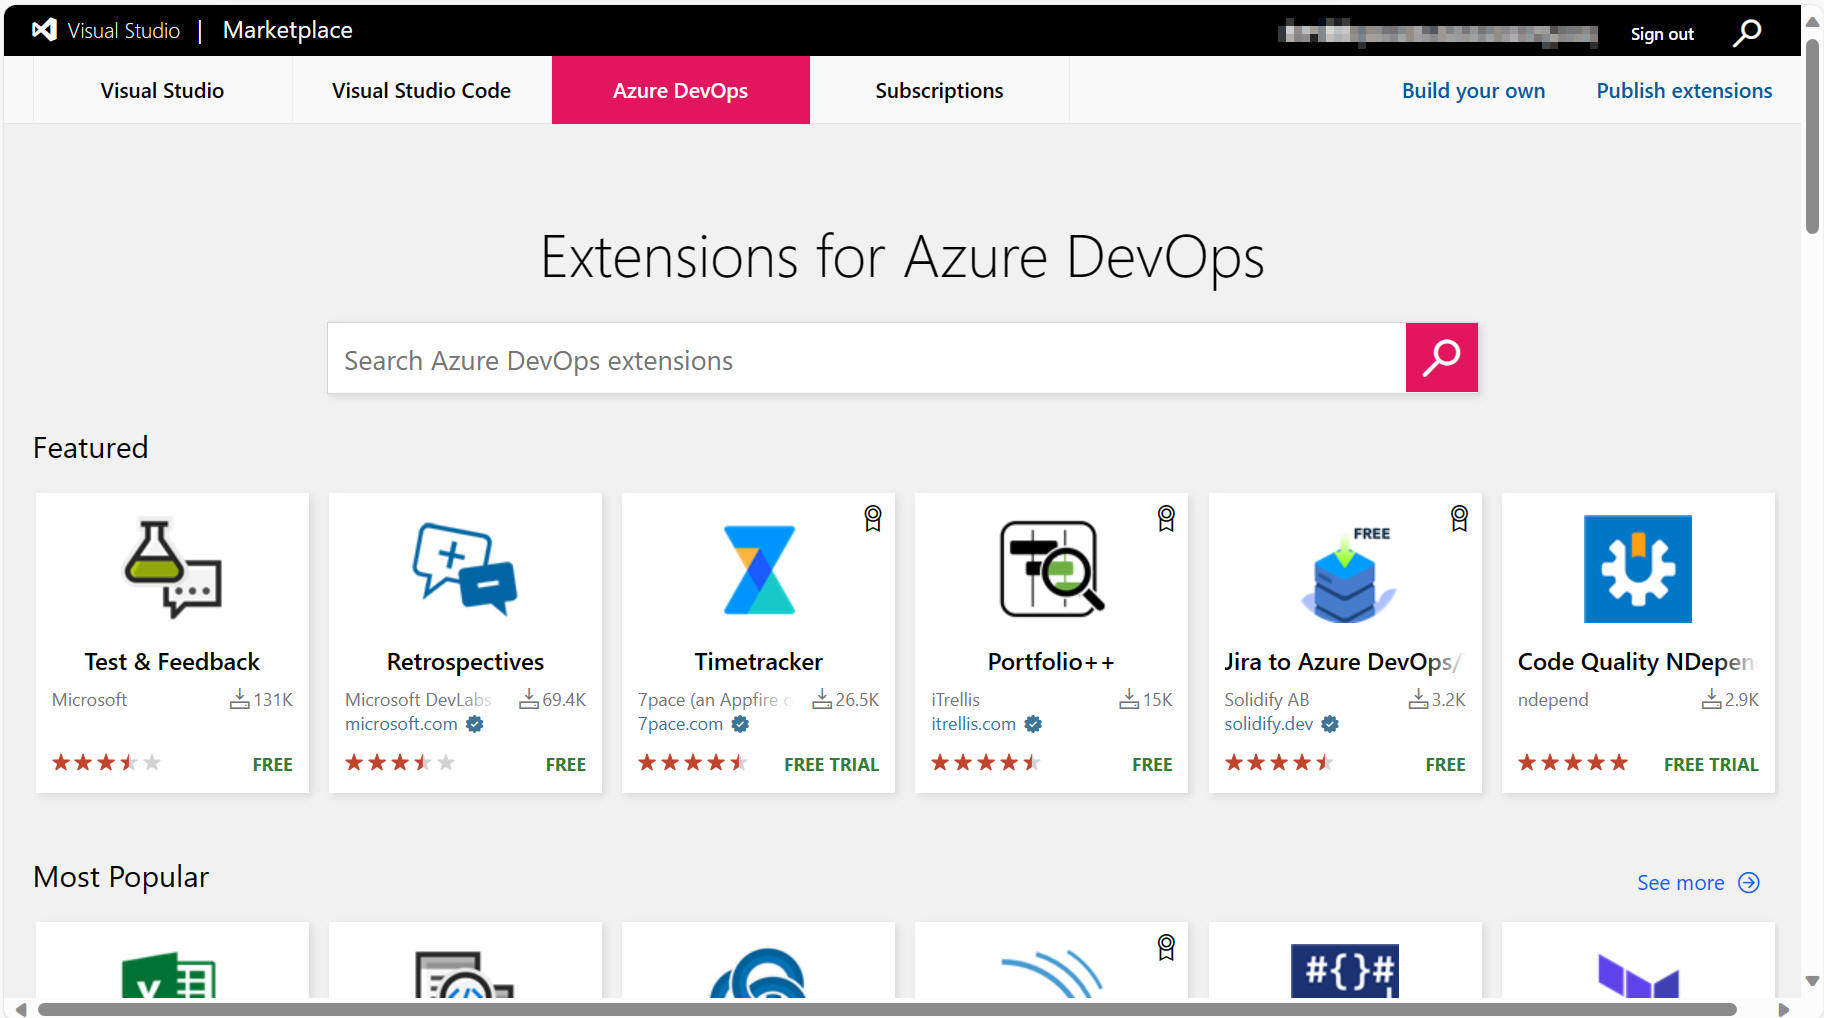 Visual Studio | Marketplace
Sign out
Visual Studio
Visual Studio Code
Azure DevOps
Subscriptions
Build your own
Publish extensions
Extensions for Azure DevOps
Search Azure DevOps extensions
Featured
Test & Feedback
Microsoft 131K
FREE
Retrospectives
Microsoft DevLabs 69.4K
microsoft.com
FREE
Timetracker
7pace (an Appfire c 26.5K
7pace.com
FREE TRIAL
Portfolio++
iTrellis 15K
itrellis.com
FREE
FREE
Jira to Azure DevOps/
Solidify AB 3.2K
solidify.dev
FREE
Code Quality NDepen
ndepend 2.9K
FREE TRIAL
Most Popular
See more
#{}#